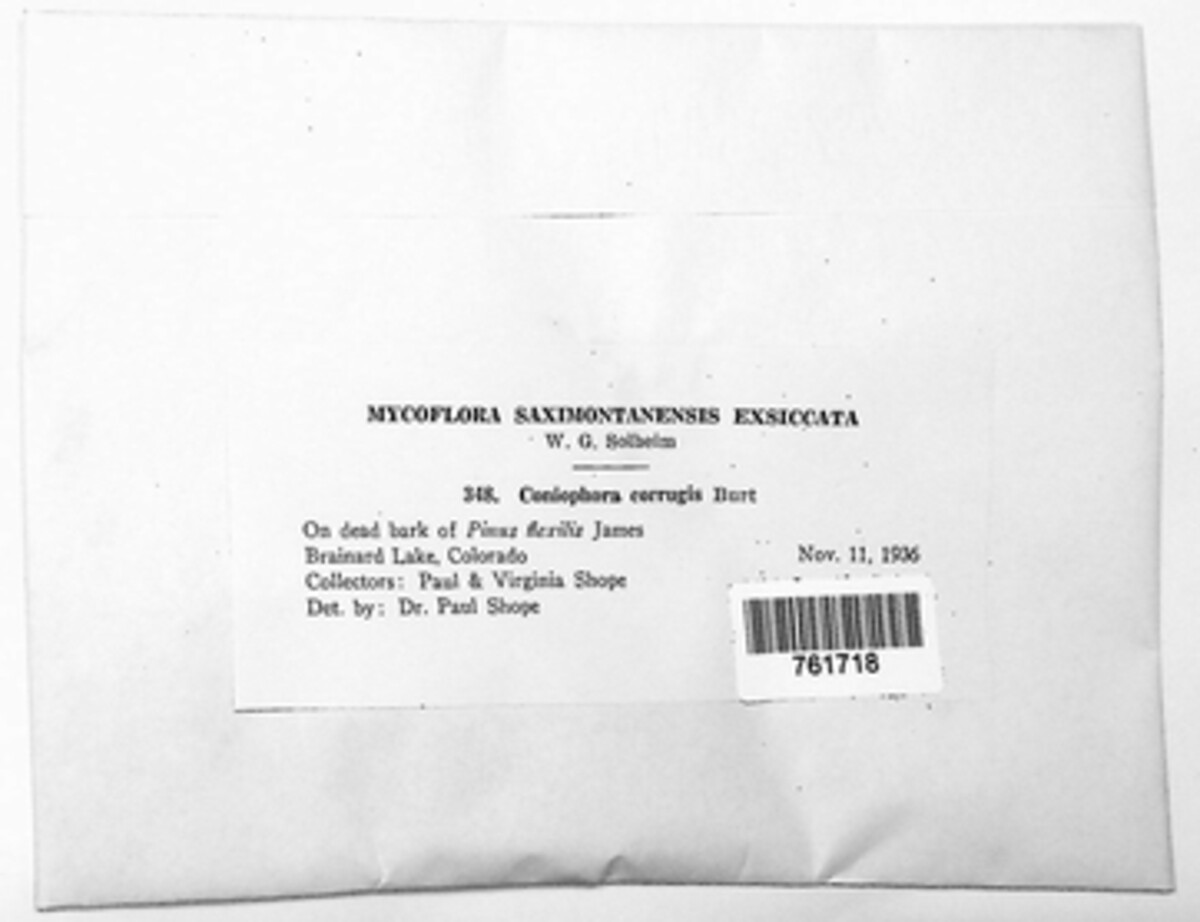 MYCOFLORA SAXIMONTANENSIS EXSICCATA
W. G. Solheim
348. Coniophora corrugis Burt
On dead bark of Pinus flexilis James
Brainard Lake, Colorado
Nov. 11, 1936
Collectors: Paul & Virginia Shope
Det. by: Dr. Paul Shope
761718